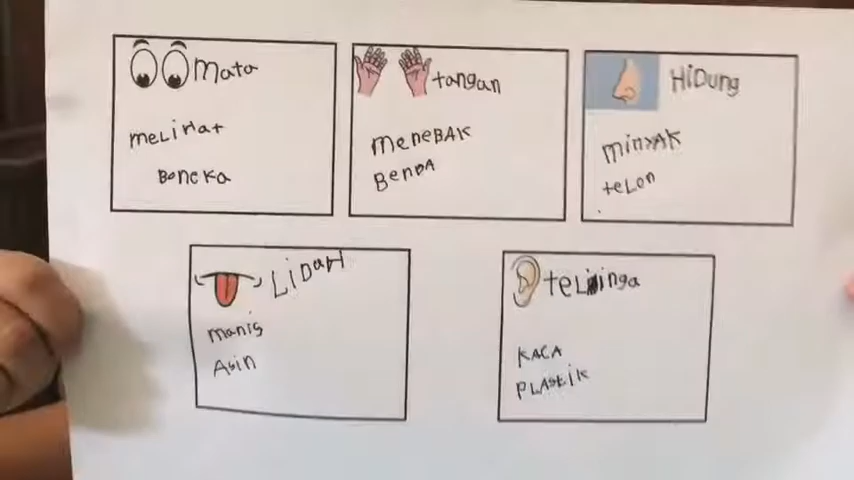 mata
meLiHat
BoneKa
tangan
meneBAK
BenDA
HiDung
minyAK
teLon
LiDaH
manis
Asin
teLinga
KACA
PLAstiK